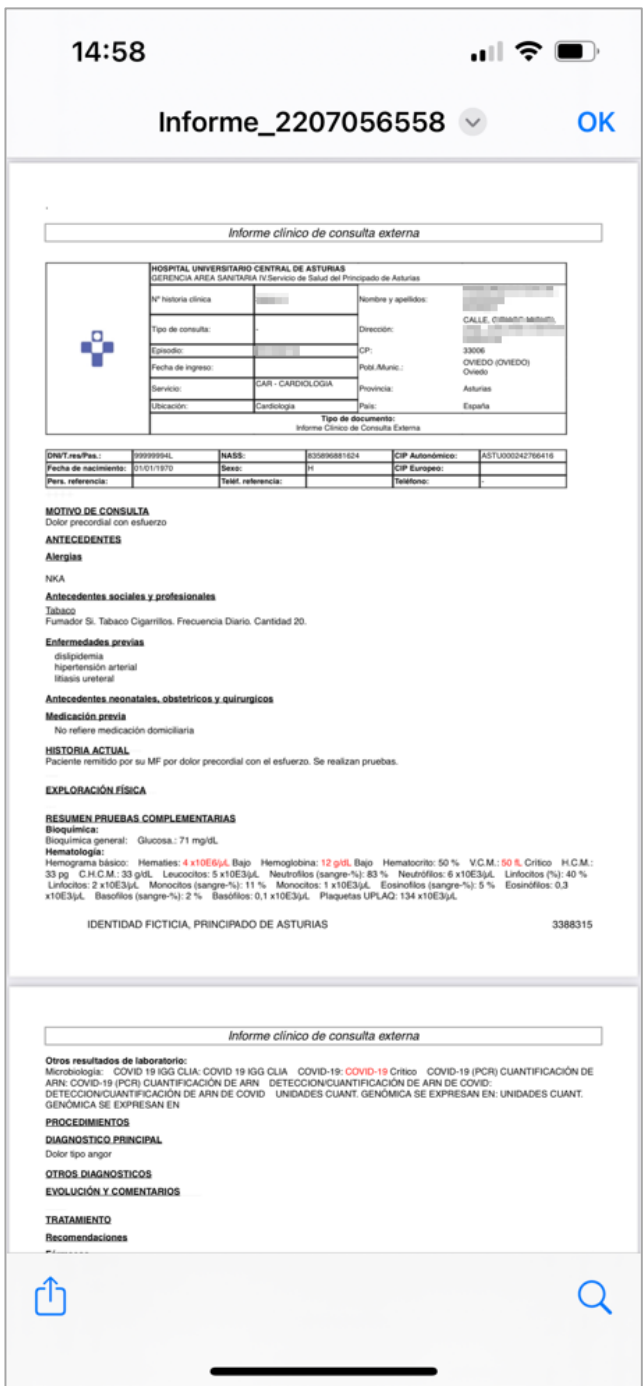 14:58
Informe_2207056558
OK
Informe clínico de consulta externa
HOSPITAL UNIVERSITARIO CENTRAL DE ASTURIAS
GERENCIA AREA SANITARIA IV.Servicio de Salud del Principado de Asturias
Nº historia clínica Nombre y apellidos:
Tipo de consulta: - Dirección: CALLE,
Episodio: CP: 33006
Fecha de ingreso: Pobl./Munic.: OVIEDO (OVIEDO)
Oviedo
Servicio: CAR - CARDIOLOGIA Provincia: Asturias
Ubicación: Cardiologia País: España
Tipo de documento:
Informe Clínico de Consulta Externa
DNI/T.res/Pas.: 99999994L NASS: 835896881624 CIP Autonómico: ASTU000242766416
Fecha de nacimiento: 01/01/1970 Sexo: H CIP Europeo:
Pers. referencia: Teléf. referencia: Teléfono: -
MOTIVO DE CONSULTA
Dolor precordial con esfuerzo
ANTECEDENTES
Alergias
NKA
Antecedentes sociales y profesionales
Tabaco
Fumador Si. Tabaco Cigarrillos. Frecuencia Diario. Cantidad 20.
Enfermedades previas
dislipidemia
hipertensión arterial
litiasis ureteral
Antecedentes neonatales, obstetricos y quirurgicos
Medicación previa
No refiere medicación domiciliaria
HISTORIA ACTUAL
Paciente remitido por su MF por dolor precordial con el esfuerzo. Se realizan pruebas.
EXPLORACIÓN FÍSICA
RESUMEN PRUEBAS COMPLEMENTARIAS
Bioquímica:
Bioquímica general: Glucosa.: 71 mg/dL
Hematología:
Hemograma básico: Hematies: 4 x10E6/µL Bajo Hemoglobina: 12 g/dL Bajo Hematocrito: 50 % V.C.M.: 50 fL Crítico H.C.M.:
33 pg C.H.C.M.: 33 g/dL Leucocitos: 5 x10E3/µL Neutrofilos (sangre-%): 83 % Neutrófilos: 6 x10E3/µL Linfocitos (%): 40 %
Linfocitos: 2 x10E3/µL Monocitos (sangre-%): 11 % Monocitos: 1 x10E3/µL Eosinofilos (sangre-%): 5 % Eosinófilos: 0,3
x10E3/µL Basofilos (sangre-%): 2 % Basófilos: 0,1 x10E3/µL Plaquetas UPLAQ: 134 x10E3/µL
IDENTIDAD FICTICIA, PRINCIPADO DE ASTURIAS 3388315
Informe clínico de consulta externa
Otros resultados de laboratorio:
Microbiología: COVID 19 IGG CLIA: COVID 19 IGG CLIA COVID-19: COVID-19 Crítico COVID-19 (PCR) CUANTIFICACIÓN DE
ARN: COVID-19 (PCR) CUANTIFICACIÓN DE ARN DETECCION/CUANTIFICACIÓN DE ARN DE COVID:
DETECCION/CUANTIFICACIÓN DE ARN DE COVID UNIDADES CUANT. GENÓMICA SE EXPRESAN EN: UNIDADES CUANT.
GENÓMICA SE EXPRESAN EN
PROCEDIMIENTOS
DIAGNOSTICO PRINCIPAL
Dolor tipo angor
OTROS DIAGNOSTICOS
EVOLUCIÓN Y COMENTARIOS
TRATAMIENTO
Recomendaciones